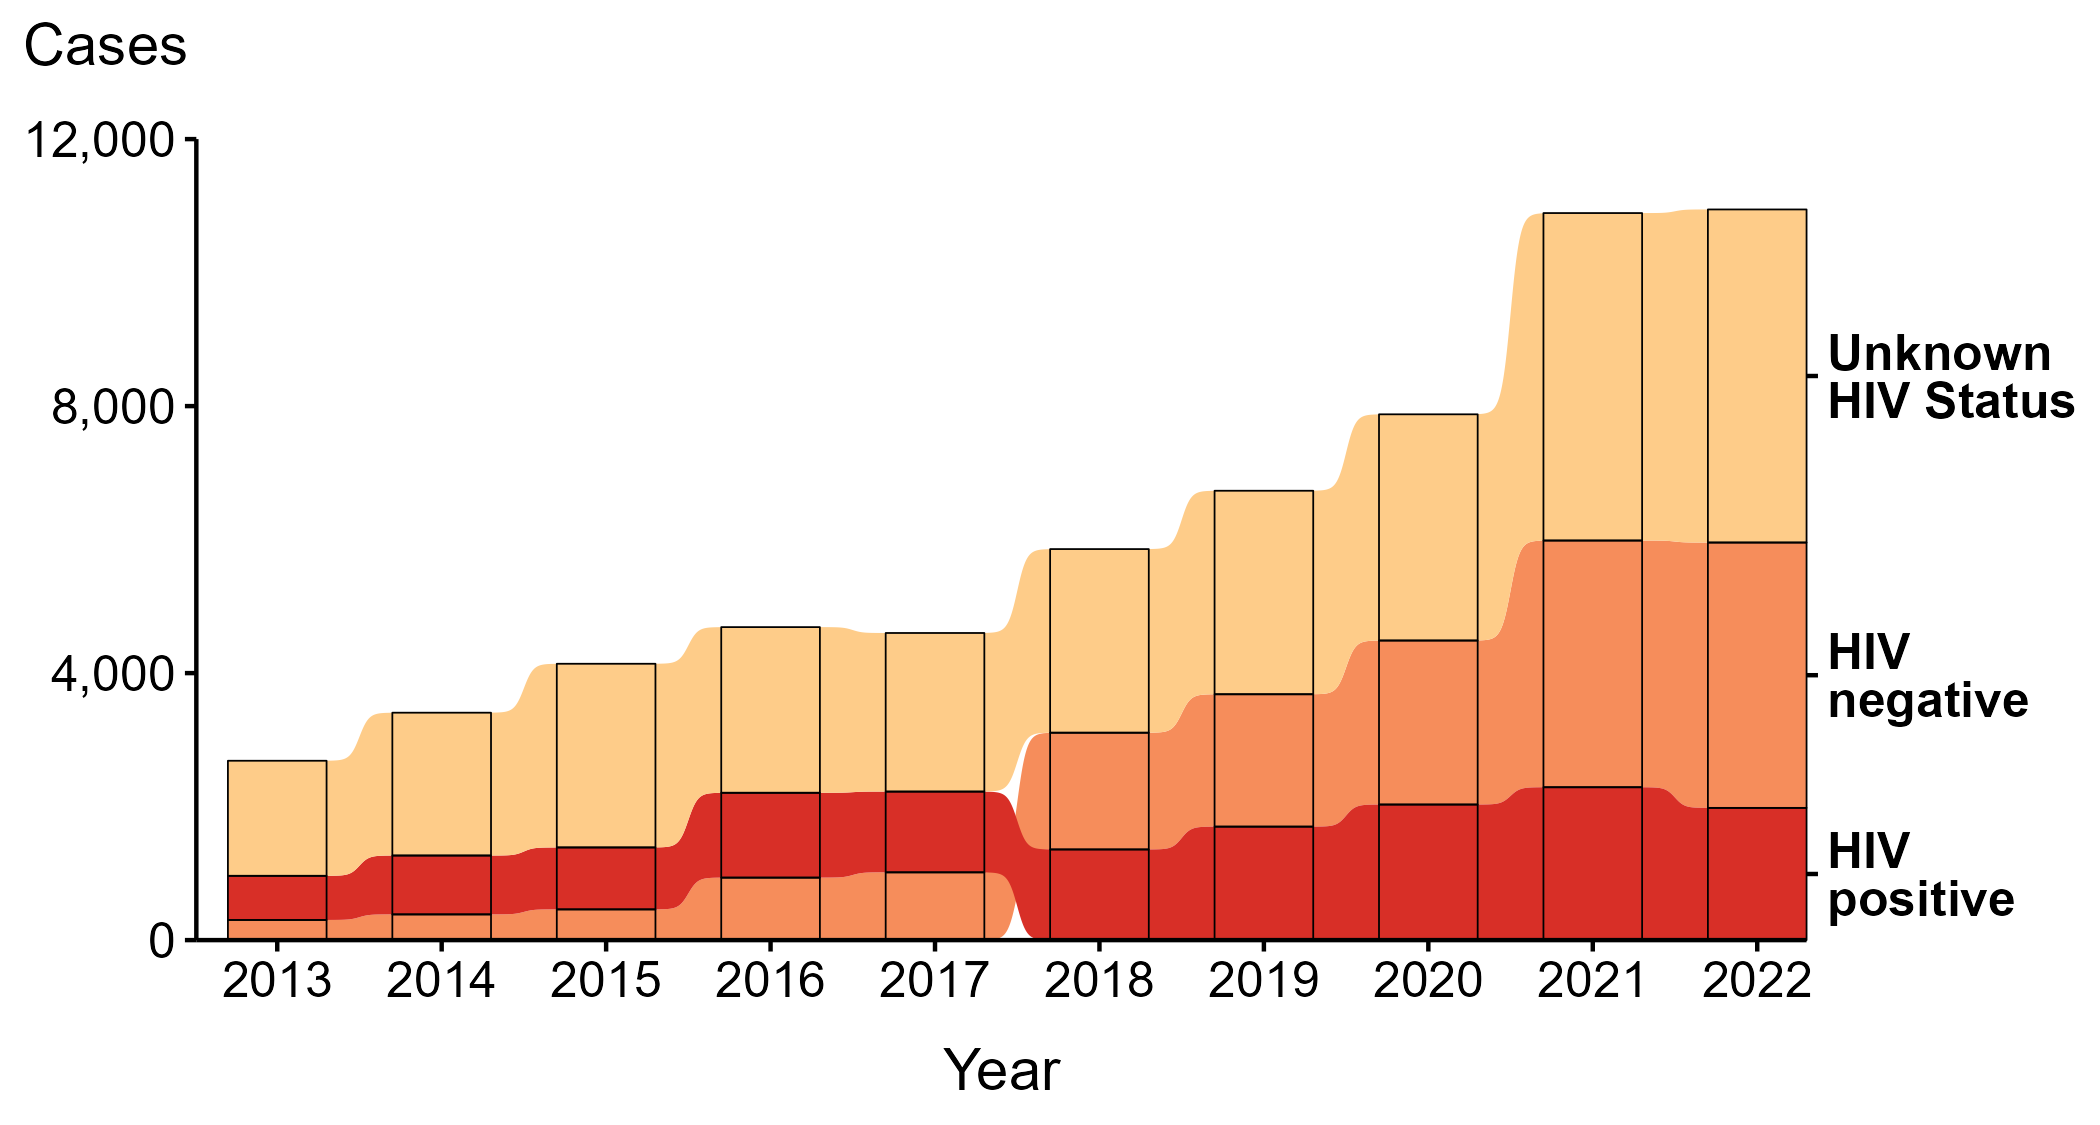 Cases
12,000
8,000
4,000
0
2013 2014 2015 2016 2017 2018 2019 2020 2021 2022
Year
Unknown
HIV Status
HIV
negative
HIV
positive